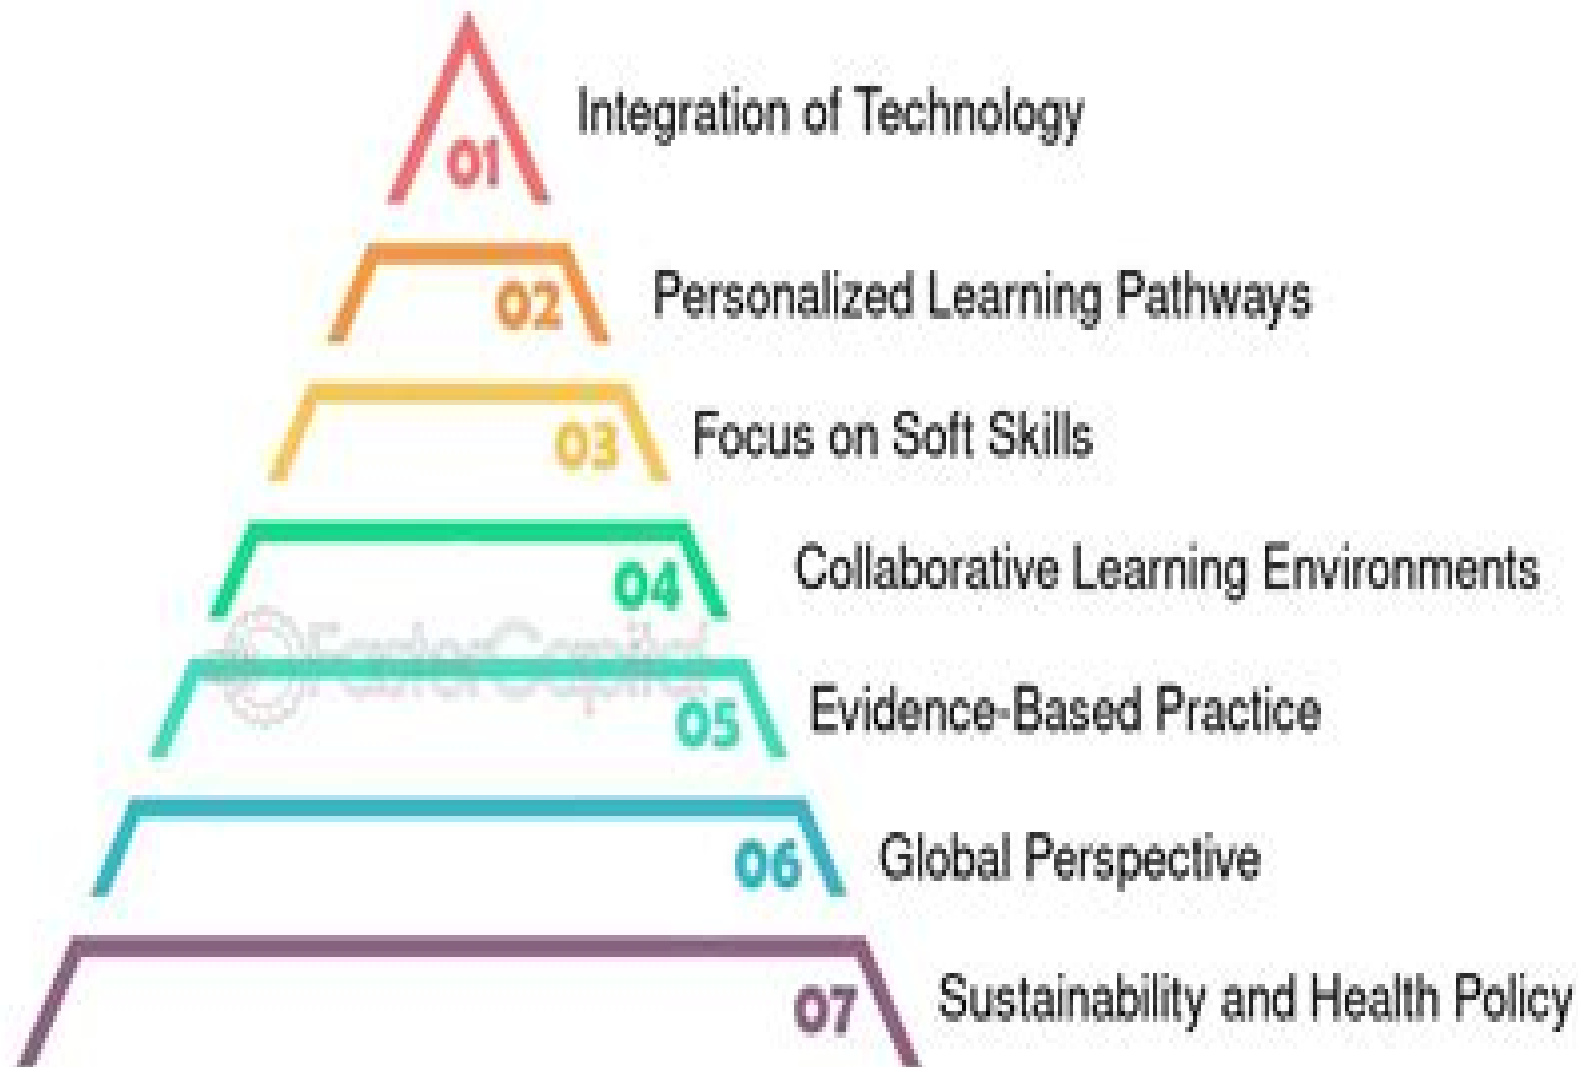 01
Integration of Technology
02
Personalized Learning Pathways
03
Focus on Soft Skills
04
Collaborative Learning Environments
FasterCapital
05
Evidence-Based Practice
06
Global Perspective
07
Sustainability and Health Policy